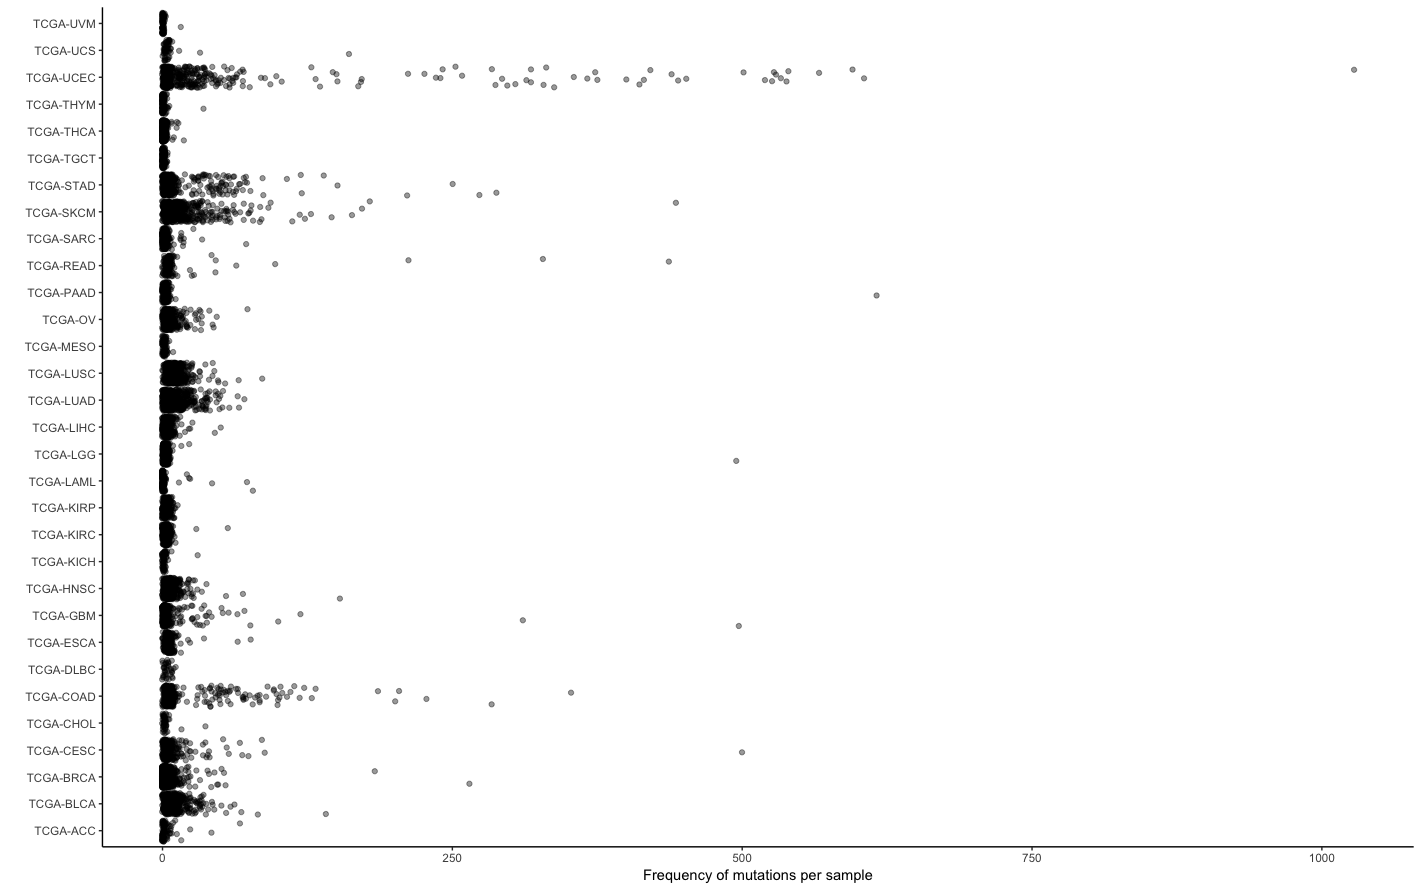 TCGA-UVM
TCGA-UCS
TCGA-UCEC
TCGA-THYM
TCGA-THCA
TCGA-TGCT
TCGA-STAD
TCGA-SKCM
TCGA-SARC
TCGA-READ
TCGA-PAAD
TCGA-OV
TCGA-MESO
TCGA-LUSC
TCGA-LUAD
TCGA-LIHC
TCGA-LGG
TCGA-LAML
TCGA-KIRP
TCGA-KIRC
TCGA-KICH
TCGA-HNSC
TCGA-GBM
TCGA-ESCA
TCGA-DLBC
TCGA-COAD
TCGA-CHOL
TCGA-CESC
TCGA-BRCA
TCGA-BLCA
TCGA-ACC
0 250 500 750 1000
Frequency of mutations per sample